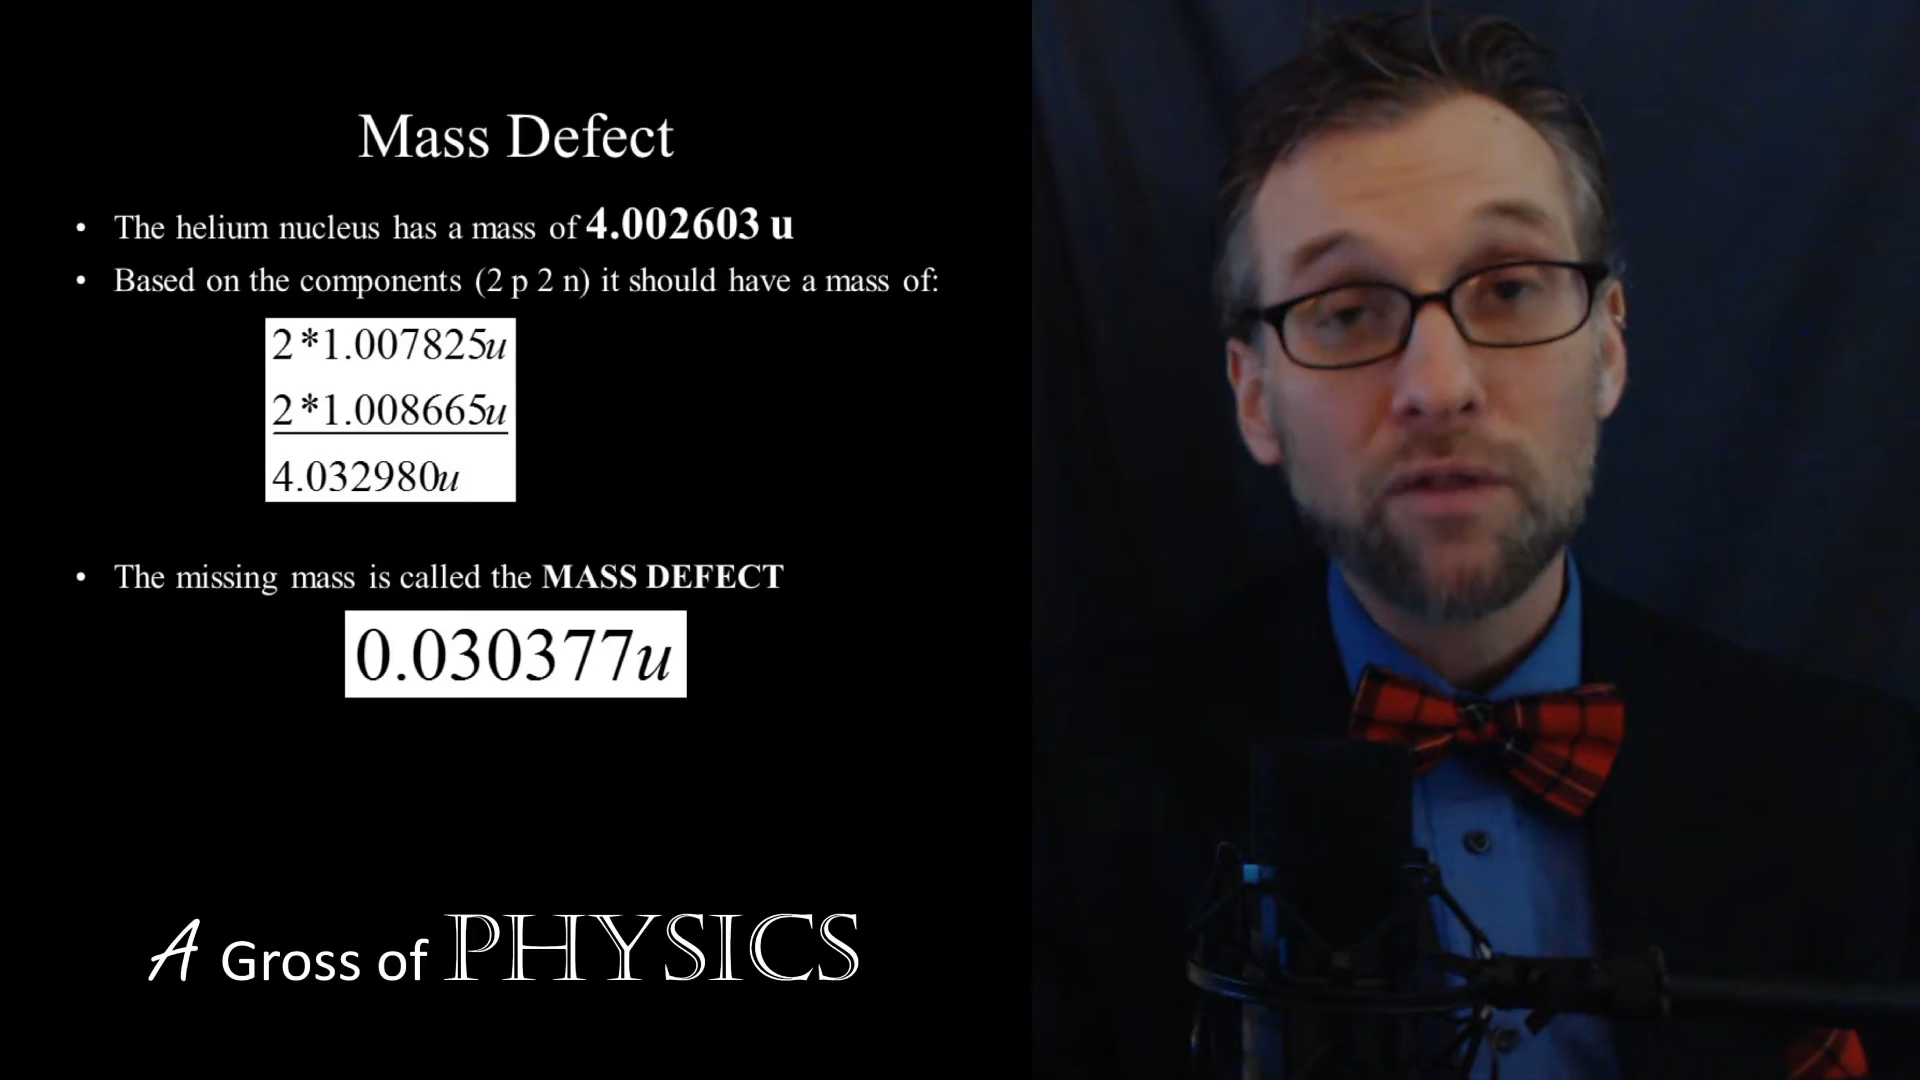 Mass Defect
• The helium nucleus has a mass of 4.002603 u
• Based on the components (2 p 2 n) it should have a mass of:
2*1.007825u
2*1.008665u
4.032980u
• The missing mass is called the MASS DEFECT
0.030377u
A Gross of PHYSICS